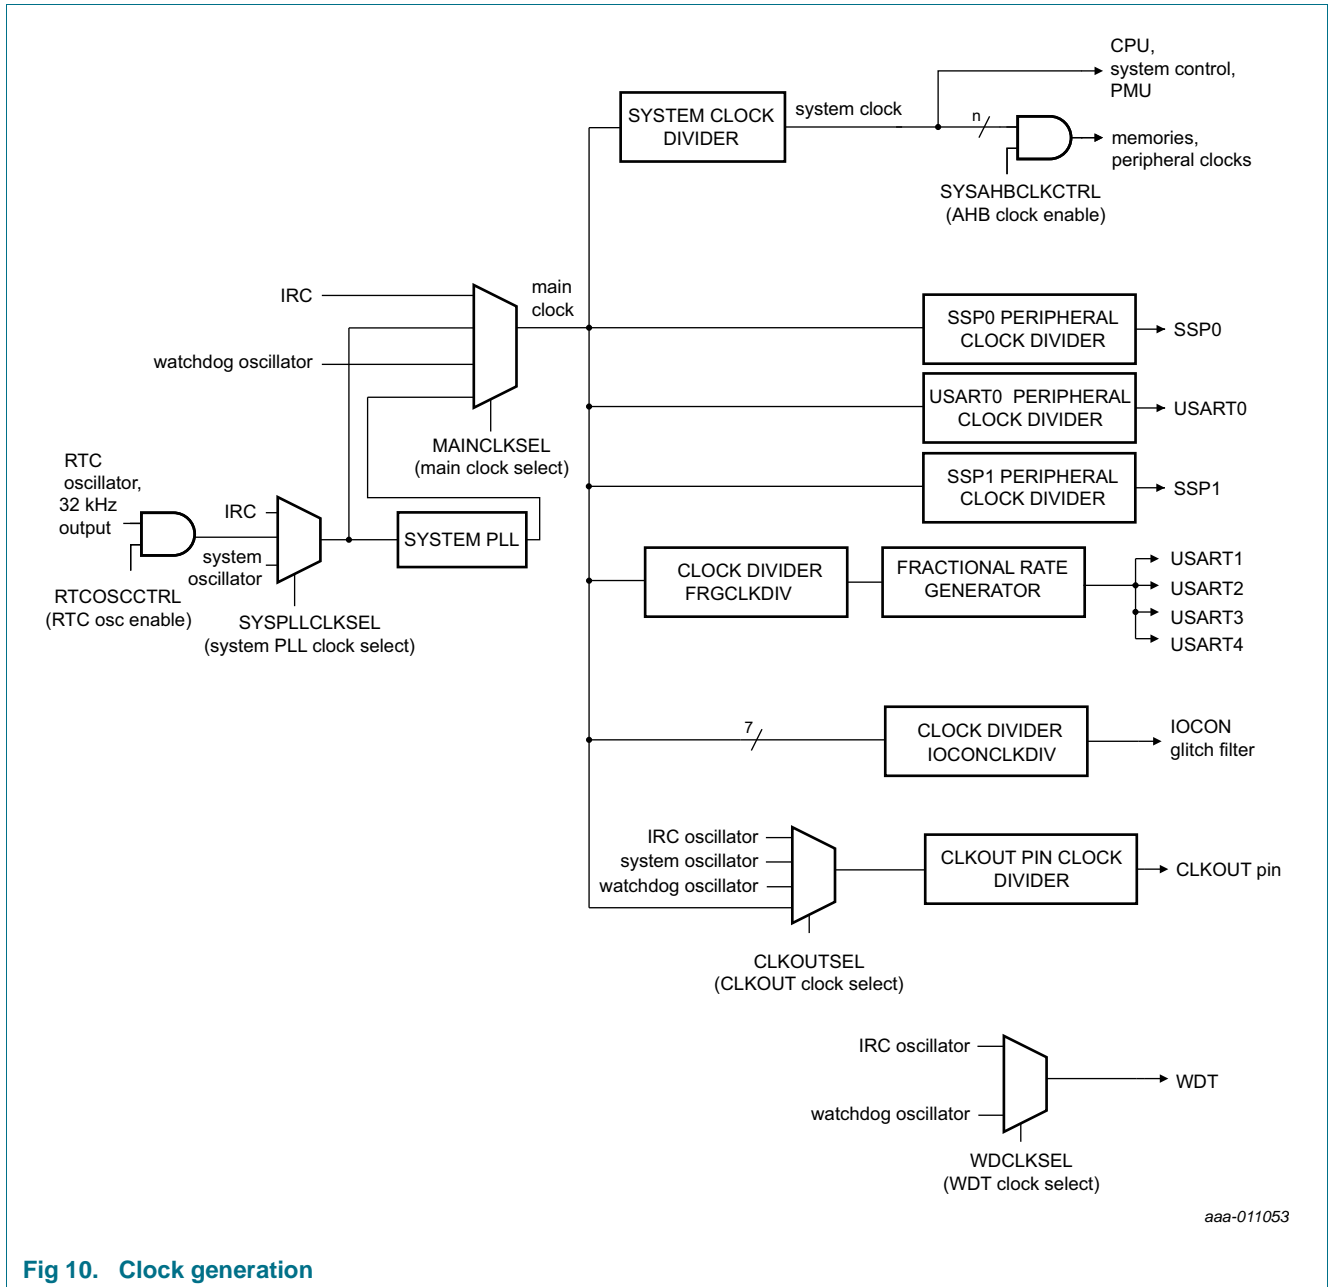 CPU,
system control,
PMU
SYSTEM CLOCK
DIVIDER
system clock
n
memories,
peripheral clocks
SYSAHBCLKCTRL
(AHB clock enable)
IRC
main
clock
watchdog oscillator
MAINCLKSEL
(main clock select)
SSP0 PERIPHERAL
CLOCK DIVIDER
SSP0
USART0 PERIPHERAL
CLOCK DIVIDER
USART0
SSP1 PERIPHERAL
CLOCK DIVIDER
SSP1
RTC
oscillator,
32 kHz
output
IRC
system
oscillator
SYSTEM PLL
RTCOSCCTRL
(RTC osc enable)
SYSPLLCLKSEL
(system PLL clock select)
CLOCK DIVIDER
FRGCLKDIV
FRACTIONAL RATE
GENERATOR
USART1
USART2
USART3
USART4
7
CLOCK DIVIDER
IOCONCLKDIV
IOCON
glitch filter
IRC oscillator
system oscillator
watchdog oscillator
CLKOUT PIN CLOCK
DIVIDER
CLKOUT pin
CLKOUTSEL
(CLKOUT clock select)
IRC oscillator
watchdog oscillator
WDT
WDCLKSEL
(WDT clock select)
aaa-011053
Fig 10. Clock generation